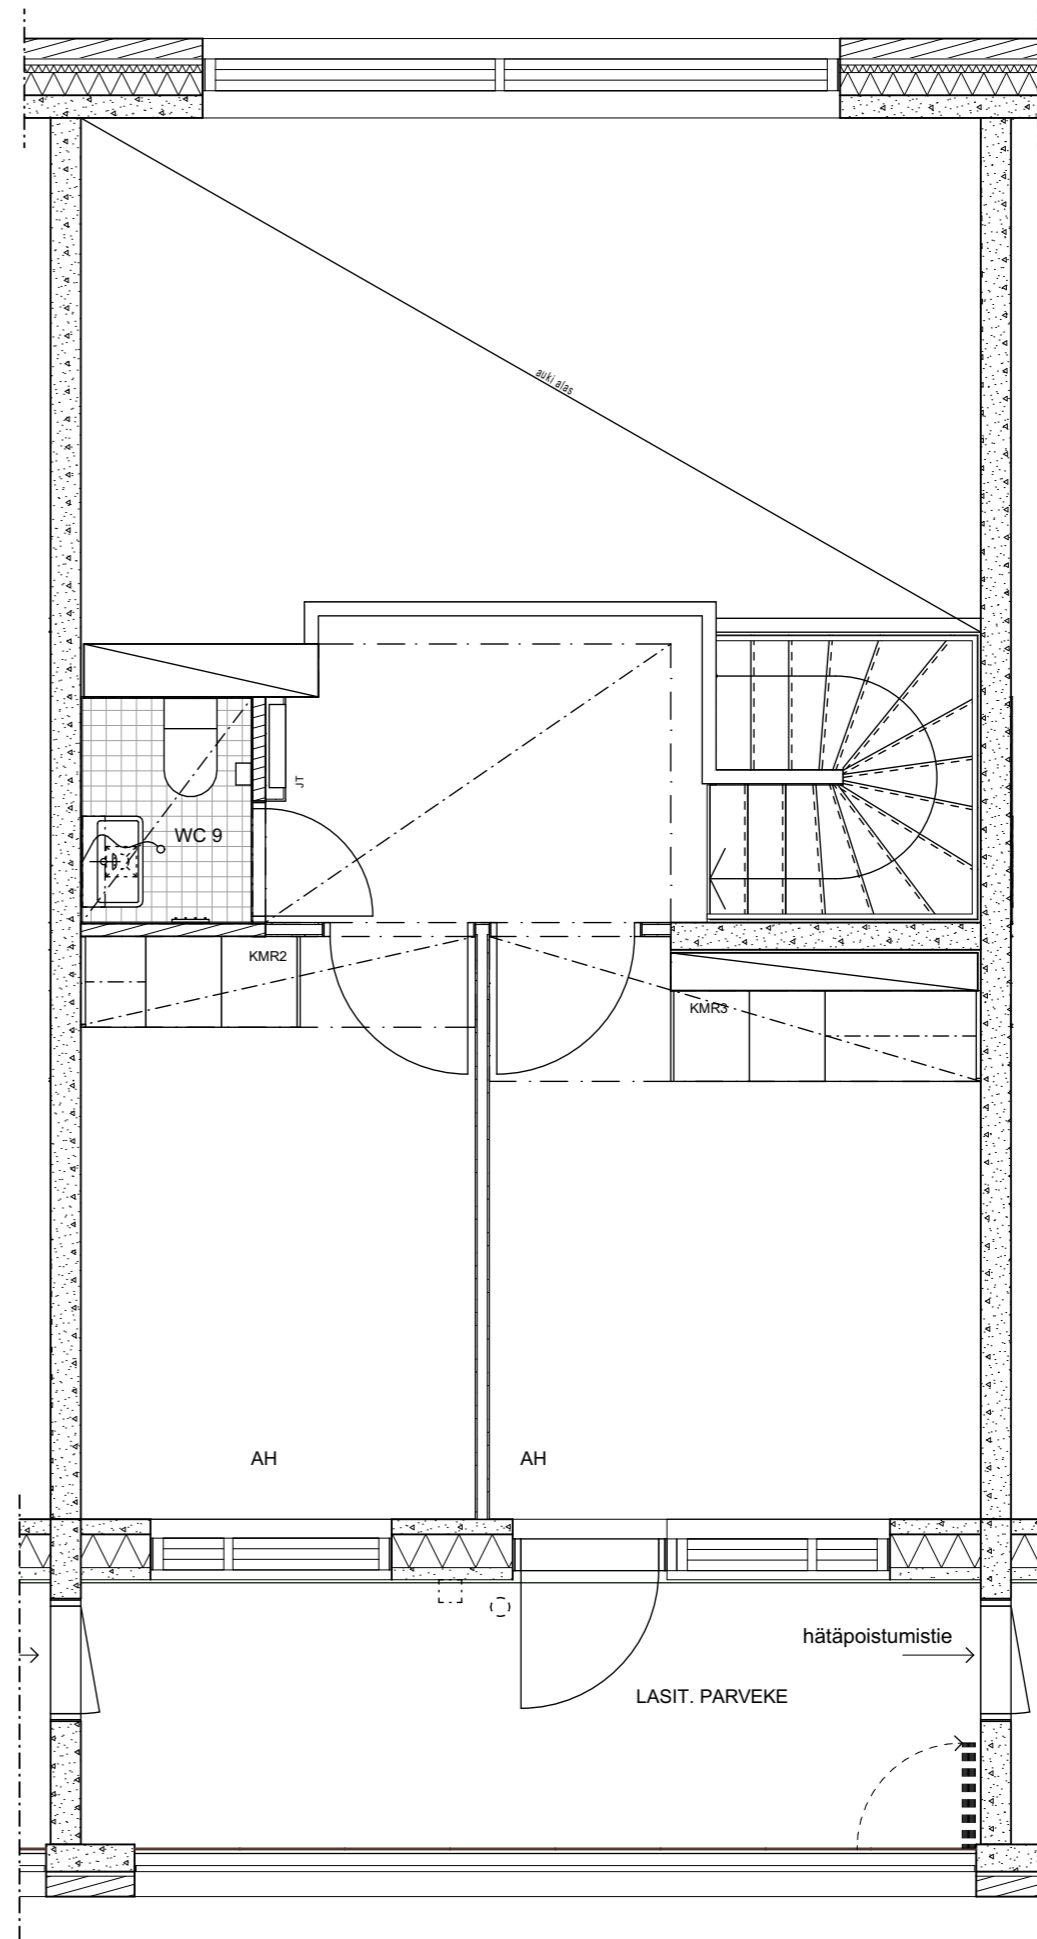 auki alas
JT
WC 9
KMR2
KMR3
AH
AH
hätäpoistumistie
LASIT. PARVEKE